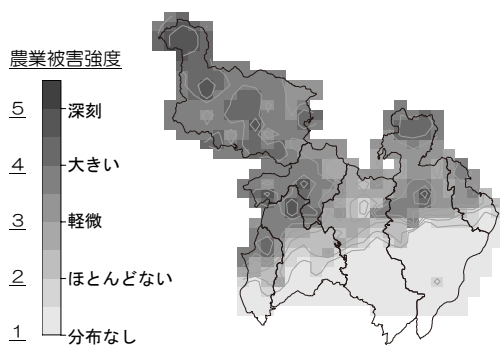 農業被害強度
5 深刻
4 大きい
3 軽微
2 ほとんどない
1 分布なし